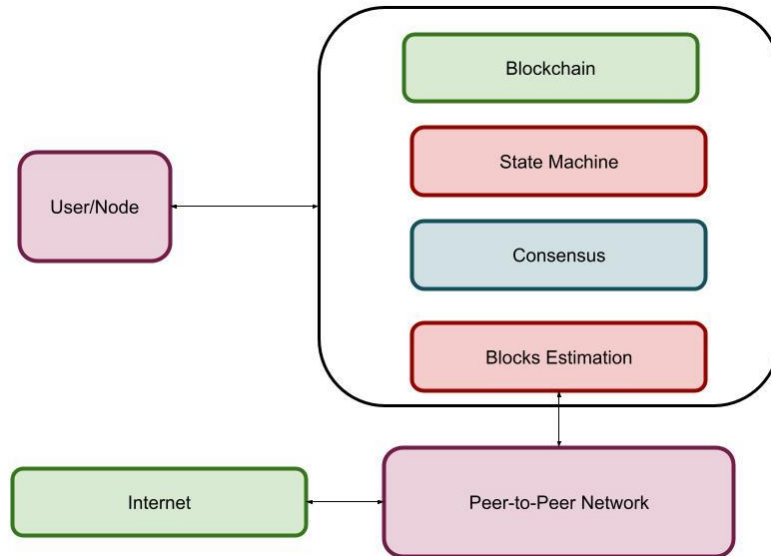 Blockchain
State Machine
User/Node
Consensus
Blocks Estimation
Internet
Peer-to-Peer Network